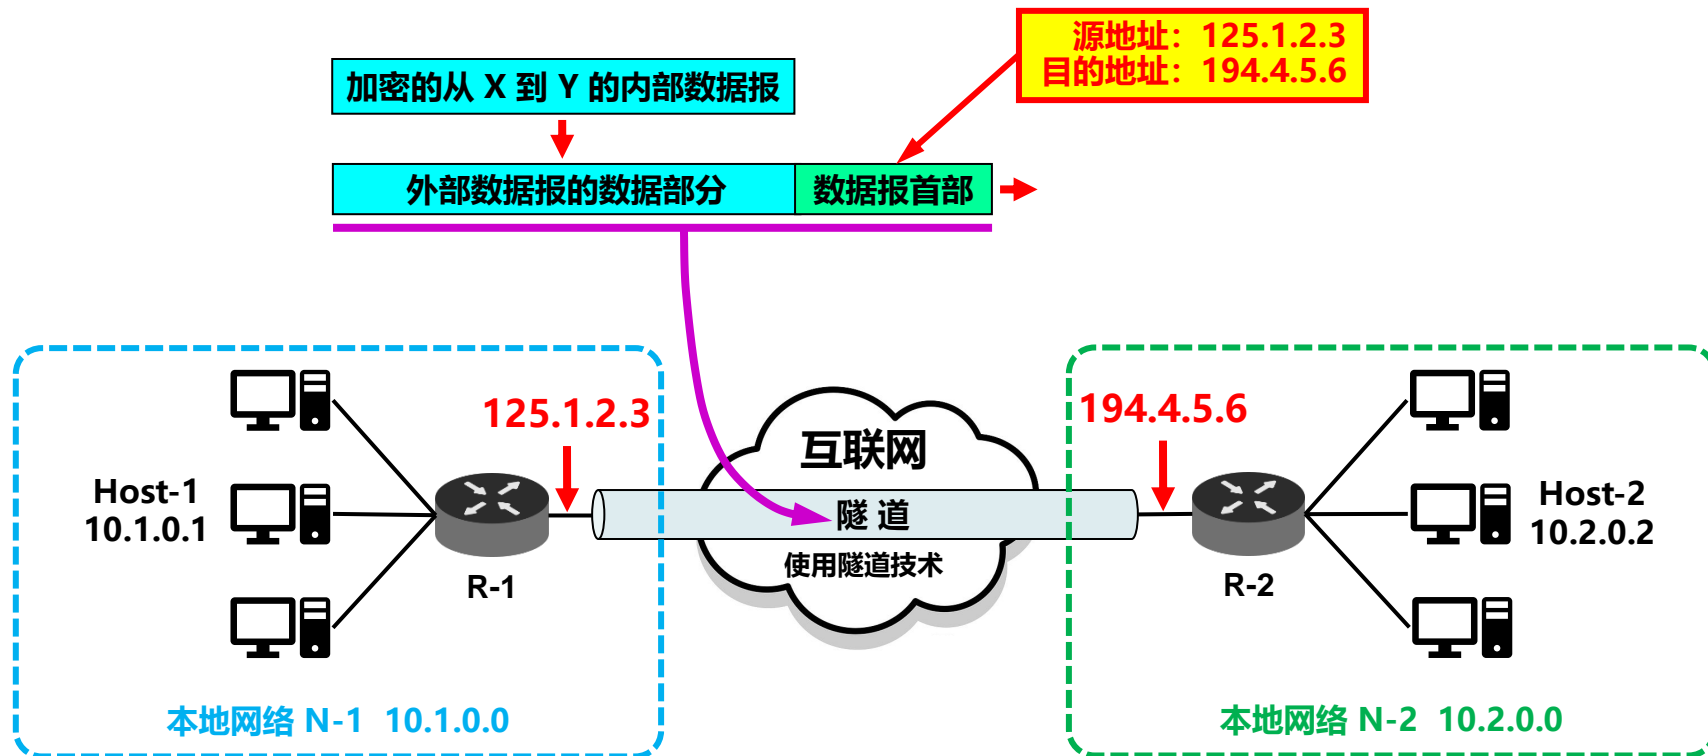 源地址：125.1.2.3
目的地址：194.4.5.6
加密的从 X 到 Y 的内部数据报
外部数据报的数据部分
数据报首部
125.1.2.3
194.4.5.6
互联网
Host-1
10.1.0.1
隧 道
Host-2
10.2.0.2
使用隧道技术
R-1
R-2
本地网络 N-1 10.1.0.0
本地网络 N-2 10.2.0.0